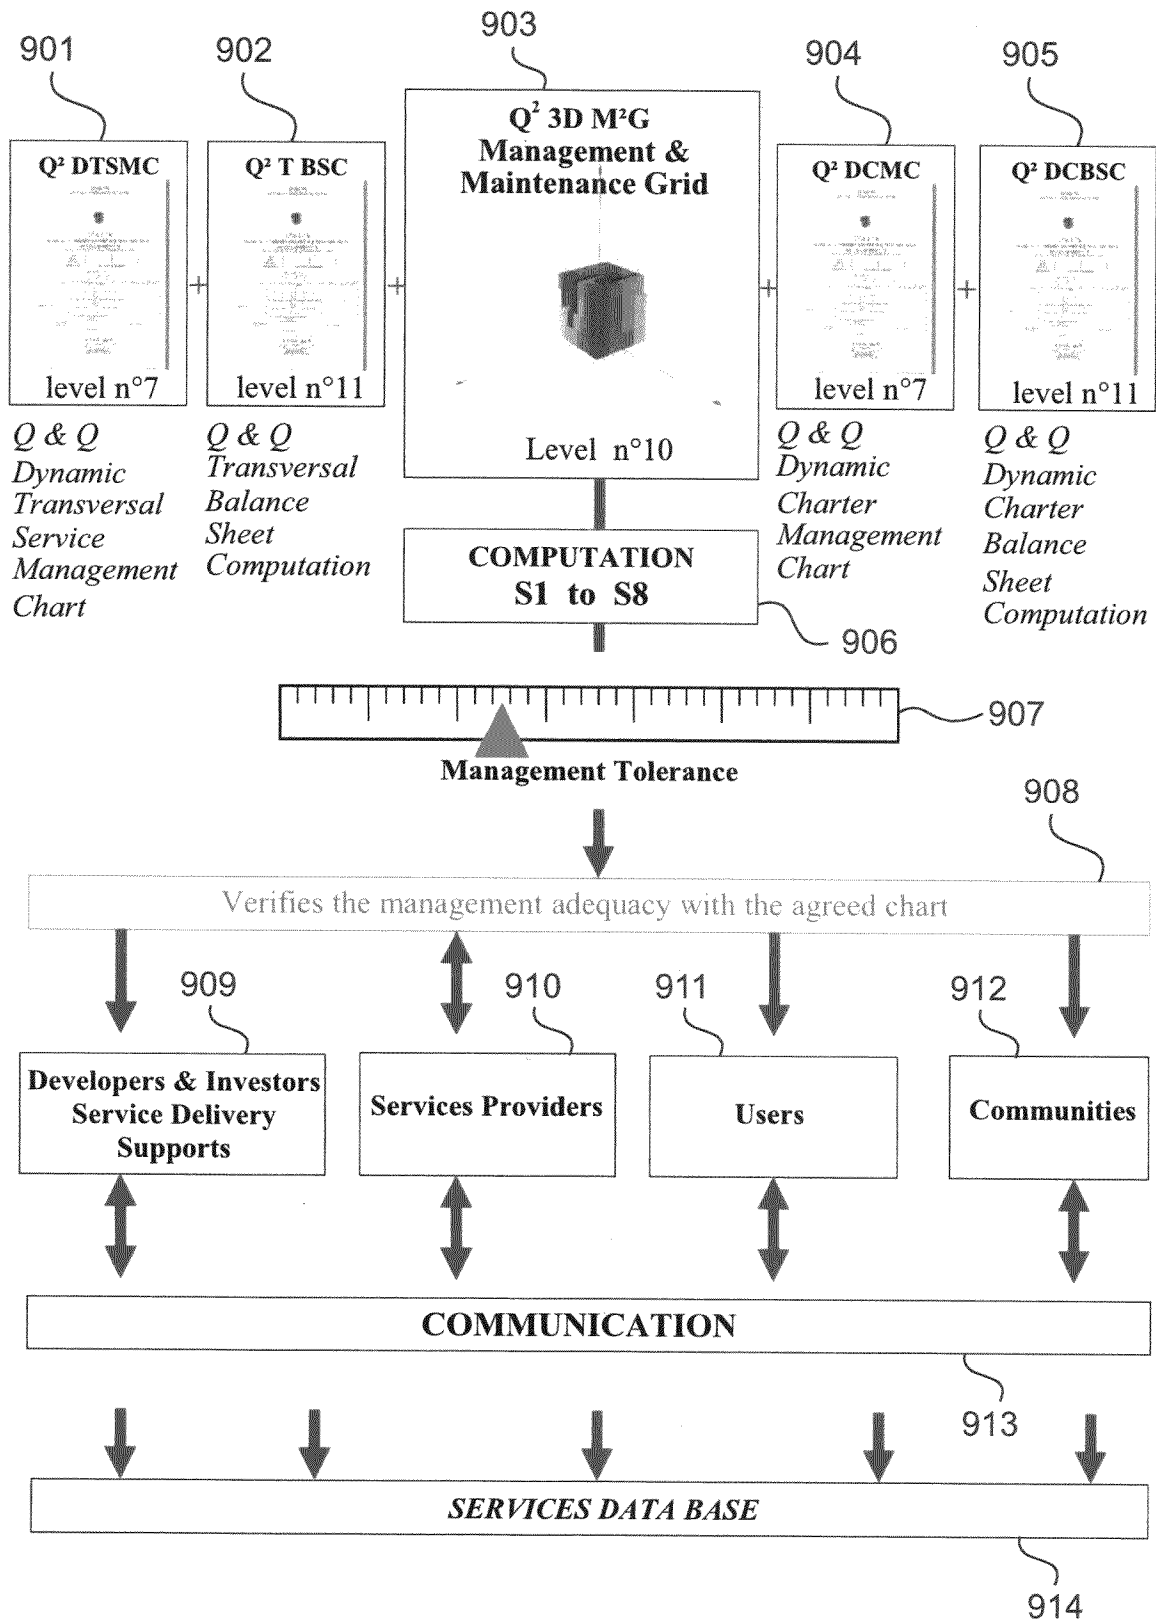 901
902
903
904
905
Q² DTSMC
level n°7
Q & Q
Dynamic
Transversal
Service
Management
Chart
+
Q² T BSC
level n°11
Q & Q
Transversal
Balance
Sheet
Computation
+
Q² 3D M²G
Management &
Maintenance Grid
Level n°10
+
Q² DCMC
level n°7
Q & Q
Dynamic
Charter
Management
Chart
+
Q² DCBSC
level n°11
Q & Q
Dynamic
Charter
Balance
Sheet
Computation
COMPUTATION
S1 to S8
906
907
Management Tolerance
908
Verifies the management adequacy with the agreed chart
909
910
911
912
Developers & Investors
Service Delivery
Supports
Services Providers
Users
Communities
COMMUNICATION
913
SERVICES DATA BASE
914